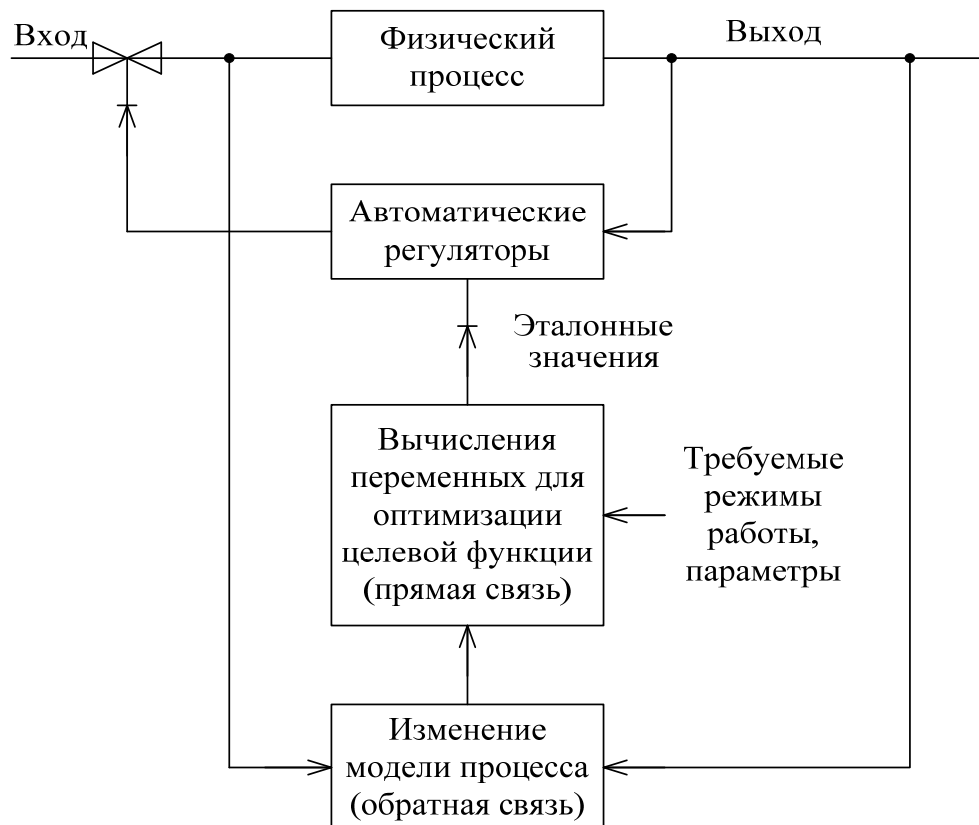 Вход
Физический
процесс
Выход
Автоматические
регуляторы
Эталонные
значения
Вычисления
переменных для
оптимизации
целевой функции
(прямая связь)
Требуемые
режимы
работы,
параметры
Изменение
модели процесса
(обратная связь)